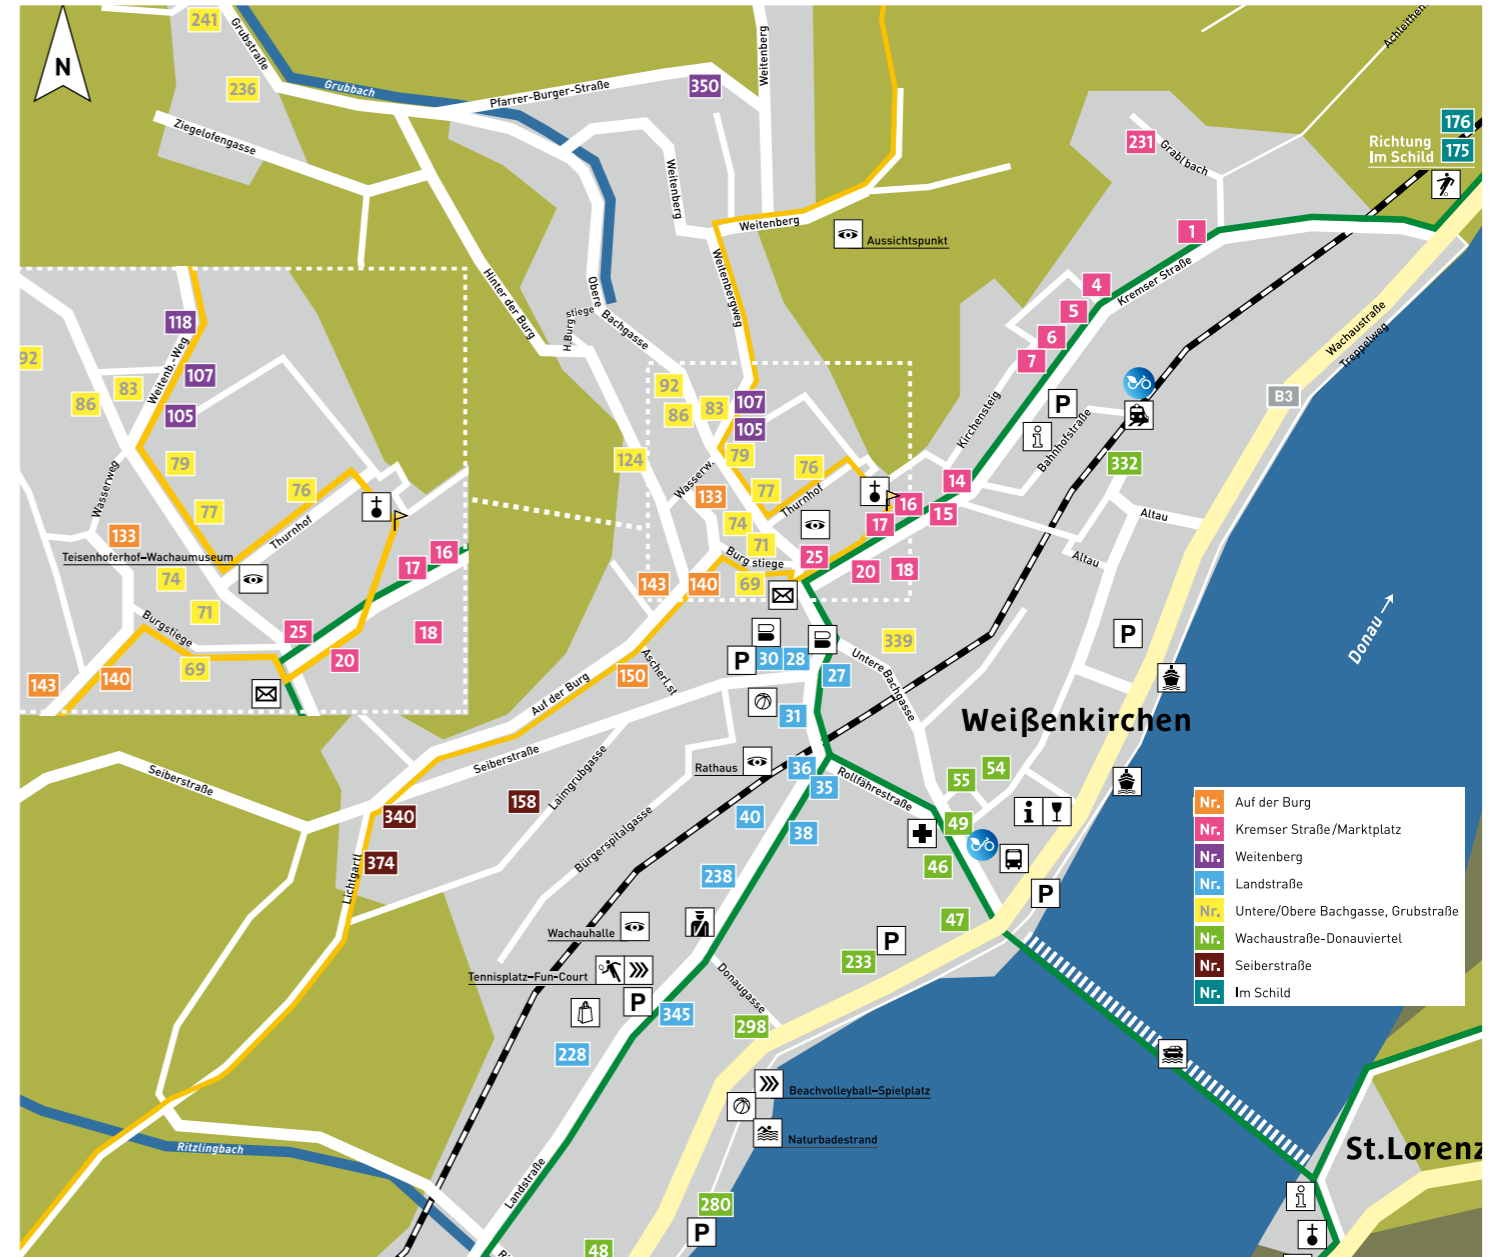 241
Grubstraße
N
236
Grubbach
Pfarrer-Burger-Straße
350
Weitenberg
Ziegelofengasse
Weitenberg
Weitenberg
Aussichtspunkt
Weitenbergweg
Hinter der Burg
Obere Bachgasse
H.Burg stiege
231
Grablbach
176
Richtung
Im Schild
175
1
Kremser Straße
4
5
6
7
Kirchensteig
P
i
Bahnhofstraße
Wachaustraße
Treppelweg
B3
332
Altau
Altau
118
107
105
92
83
86
Weitenb.-Weg
79
76
77
Wasserweg
Thurnhof
133
Teisenhoferhof–Wachaumuseum
74
71
Burgstiege
69
140
143
25
20
18
17
16
92
86
83
107
105
79
76
77
124
Wasserw.
133
Thurnhof
74
71
Burg stiege
69
140
143
14
15
16
17
25
20
18
150
Ascherl.st
Auf der Burg
P
30
28
27
339
Untere Bachgasse
31
Donau
P
Weißenkirchen
Seiberstraße
Seiberstraße
Laimgrubgasse
Rathaus
36
35
Rollfährestraße
55
54
340
158
374
Lichtgartl
Bürgerspitalgasse
40
38
238
49
46
47
i
P
Wachauhalle
Tennisplatz–Fun–Court
P
345
228
Donaugasse
233
P
298
Beachvolleyball–Spielplatz
Naturbadestrand
Ritzlingbach
Landstraße
280
P
48
Nr. Auf der Burg
Nr. Kremser Straße/Marktplatz
Nr. Weitenberg
Nr. Landstraße
Nr. Untere/Obere Bachgasse, Grubstraße
Nr. Wachaustraße-Donauviertel
Nr. Seiberstraße
Nr. Im Schild
St.Lorenz
i